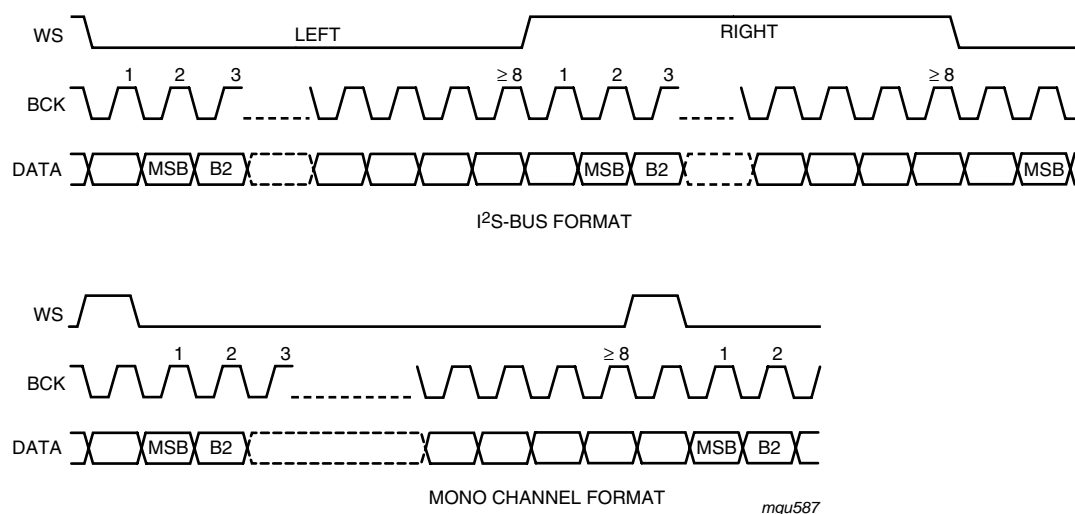 WS LEFT RIGHT
1 2 3 ≥ 8 1 2 3 ≥ 8
BCK
DATA MSB B2 MSB B2 MSB
I²S-BUS FORMAT
WS
1 2 3 ≥ 8 1 2
BCK
DATA MSB B2 MSB B2
MONO CHANNEL FORMAT
mgu587